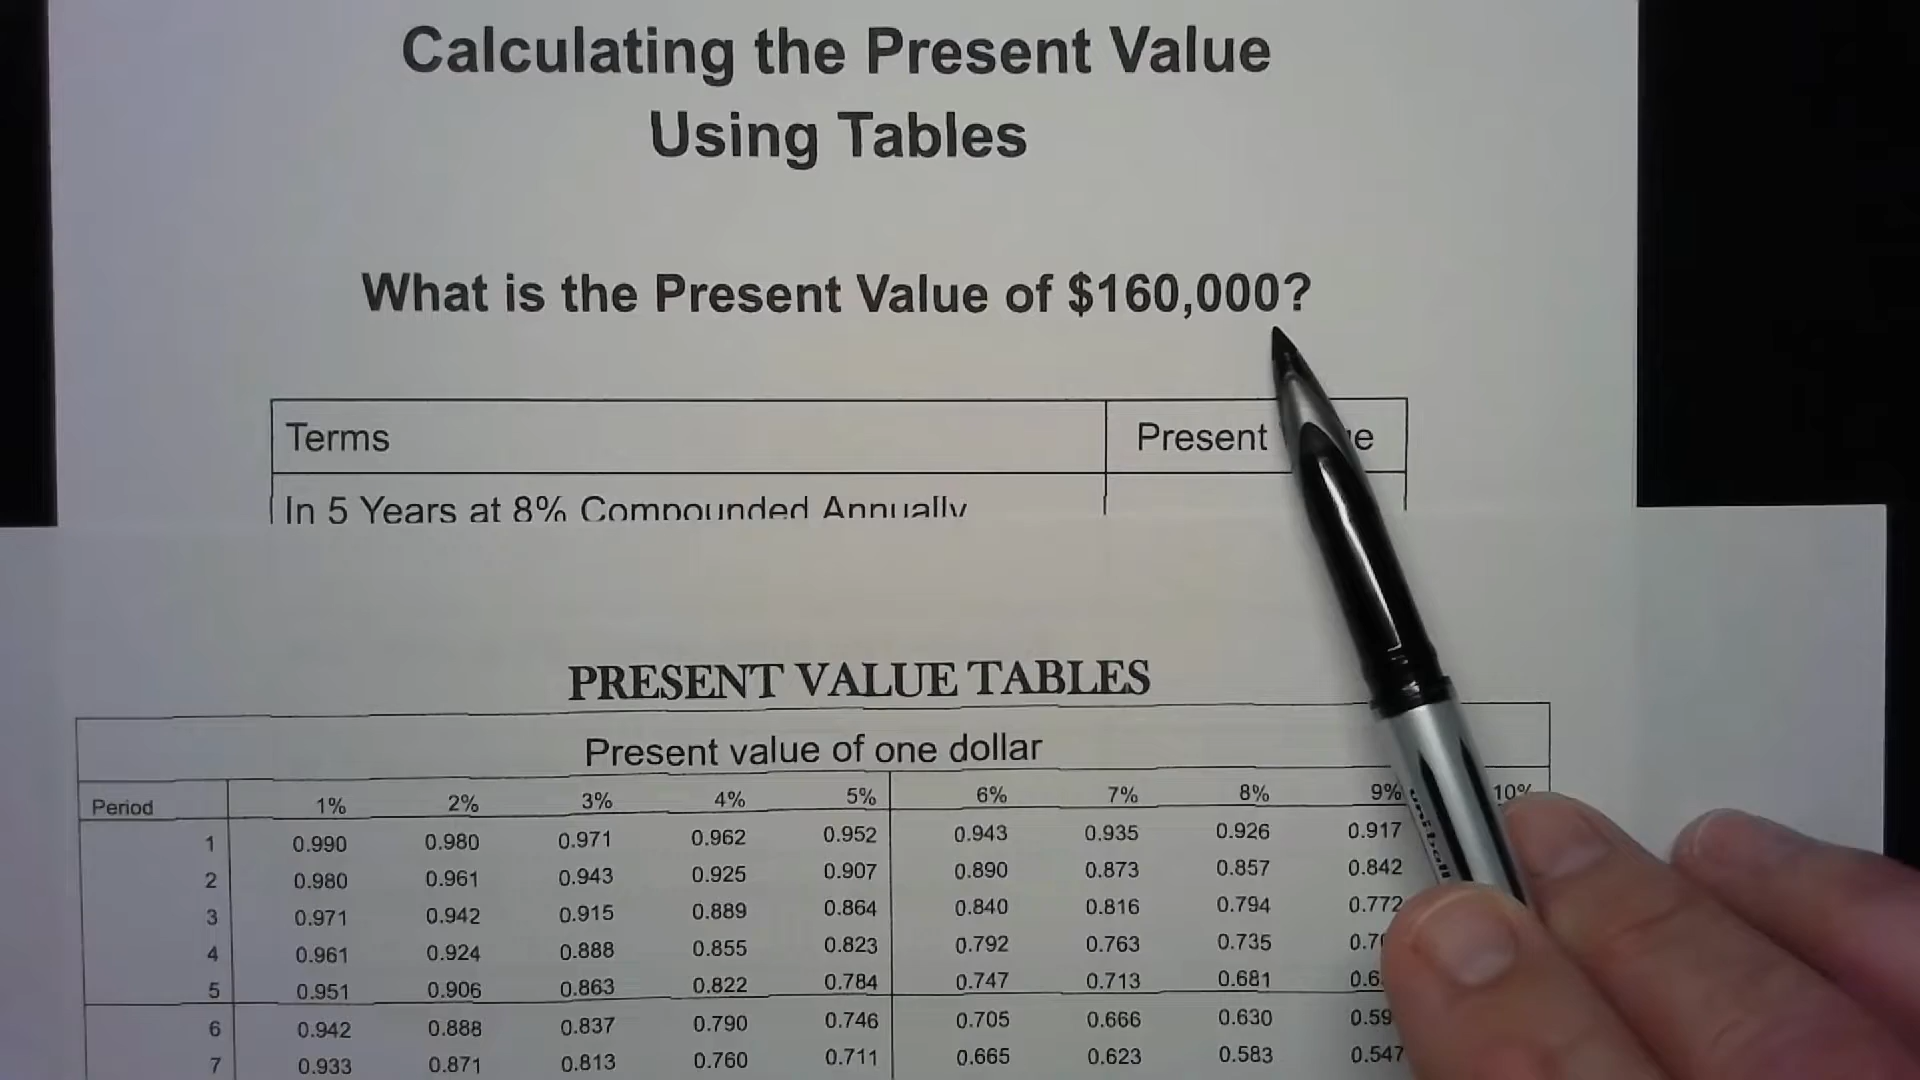 Calculating the Present Value
Using Tables
What is the Present Value of $160,000?
Terms Present
In 5 Years at 8% Compounded Annually
PRESENT VALUE TABLES
Present value of one dollar
Period 1% 2% 3% 4% 5% 6% 7% 8% 9% 10%
1 0.990 0.980 0.971 0.962 0.952 0.943 0.935 0.926 0.917
2 0.980 0.961 0.943 0.925 0.907 0.890 0.873 0.857 0.842
3 0.971 0.942 0.915 0.889 0.864 0.840 0.816 0.794 0.772
4 0.961 0.924 0.888 0.855 0.823 0.792 0.763 0.735
5 0.951 0.906 0.863 0.822 0.784 0.747 0.713 0.681
6 0.942 0.888 0.837 0.790 0.746 0.705 0.666 0.630
7 0.933 0.871 0.813 0.760 0.711 0.665 0.623 0.583 0.547
uni-ball